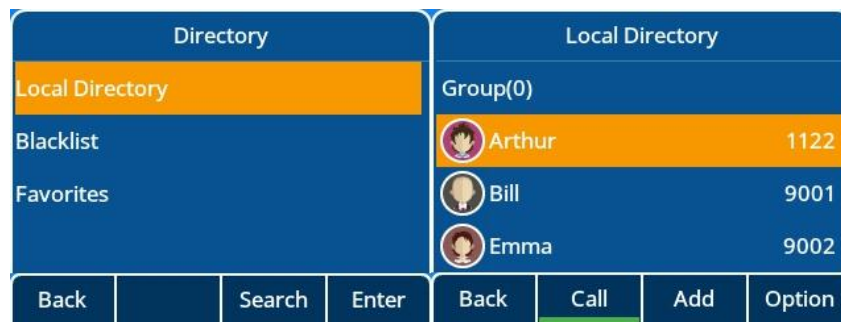 Directory
Local Directory
Blacklist
Favorites
Back Search Enter
Local Directory
Group(0)
Arthur 1122
Bill 9001
Emma 9002
Back Call Add Option